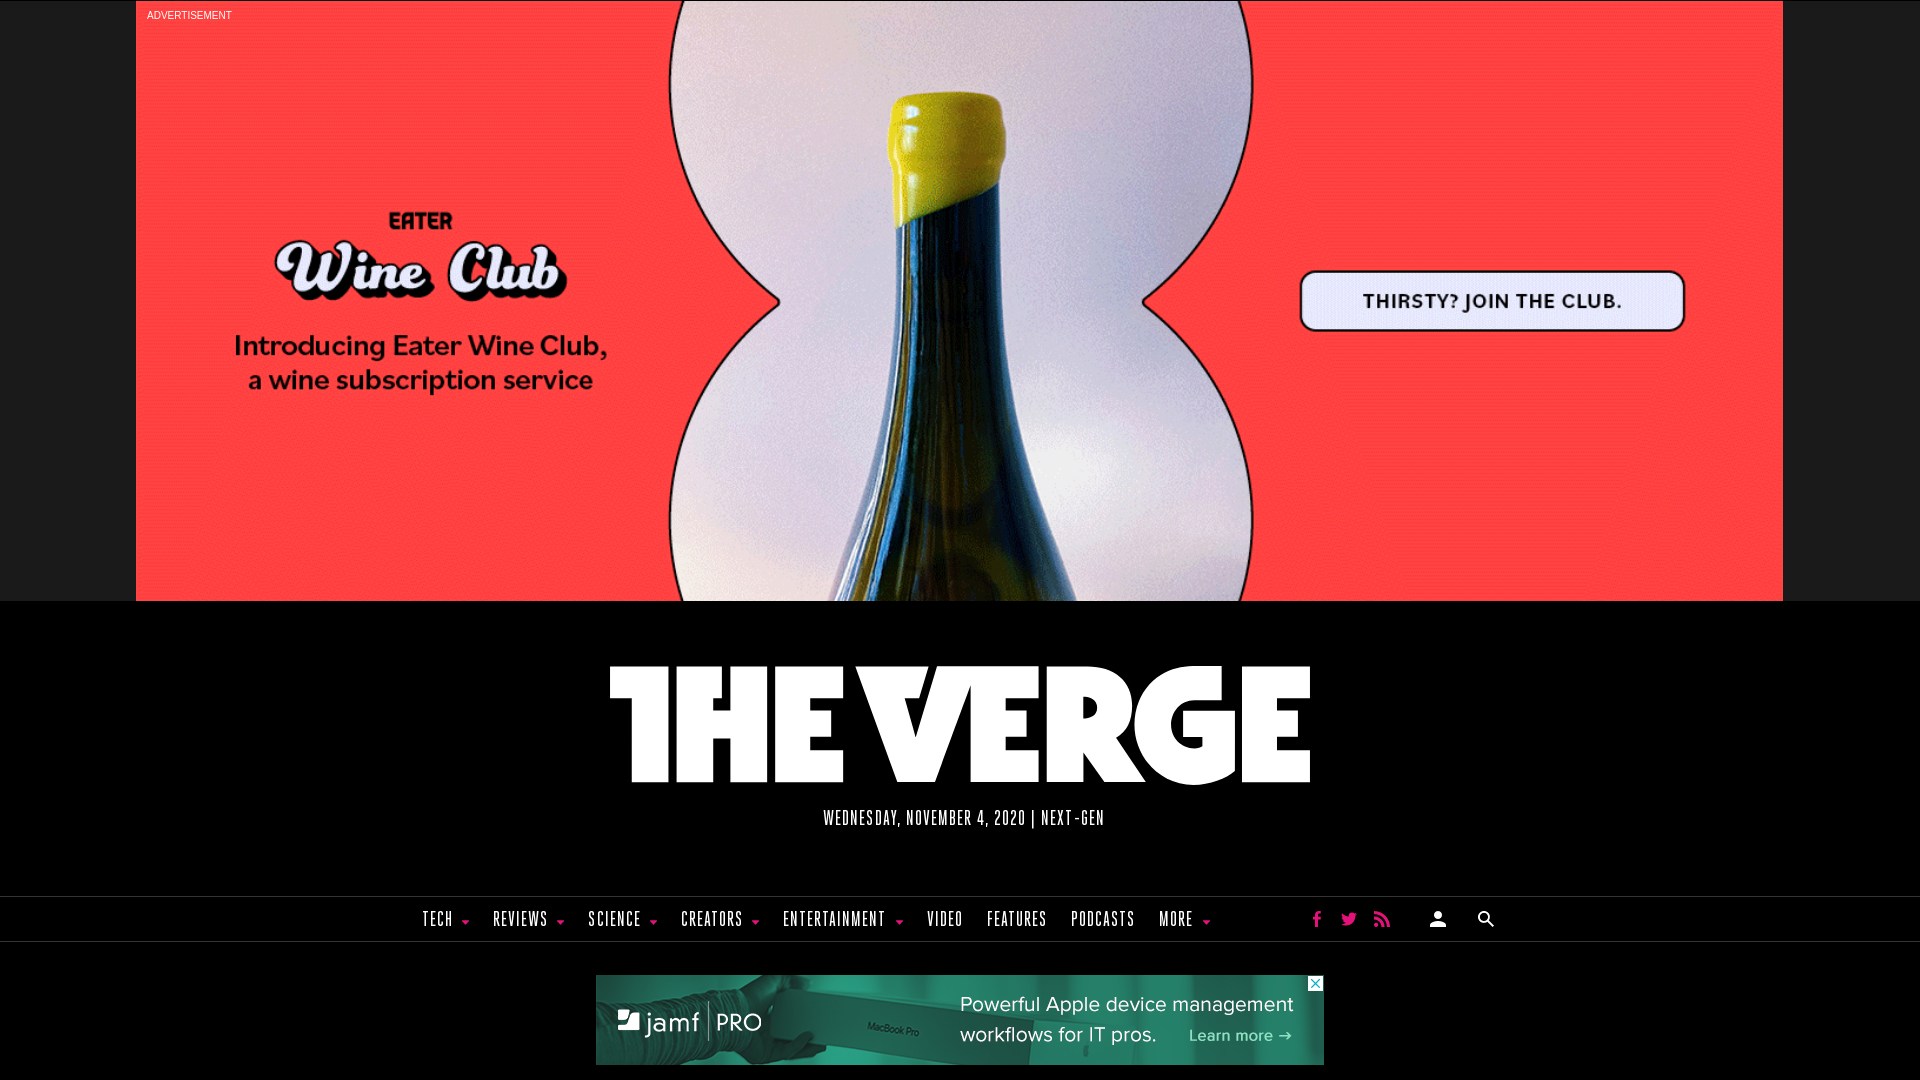 ADVERTISEMENT
EATER
Wine Club
Introducing Eater Wine Club,
a wine subscription service
THIRSTY? JOIN THE CLUB.
THE VERGE
WEDNESDAY, NOVEMBER 4, 2020 | NEXT-GEN
TECH REVIEWS SCIENCE CREATORS ENTERTAINMENT VIDEO FEATURES PODCASTS MORE
jamf PRO
MacBook Pro
Powerful Apple device management
workflows for IT pros. Learn more →